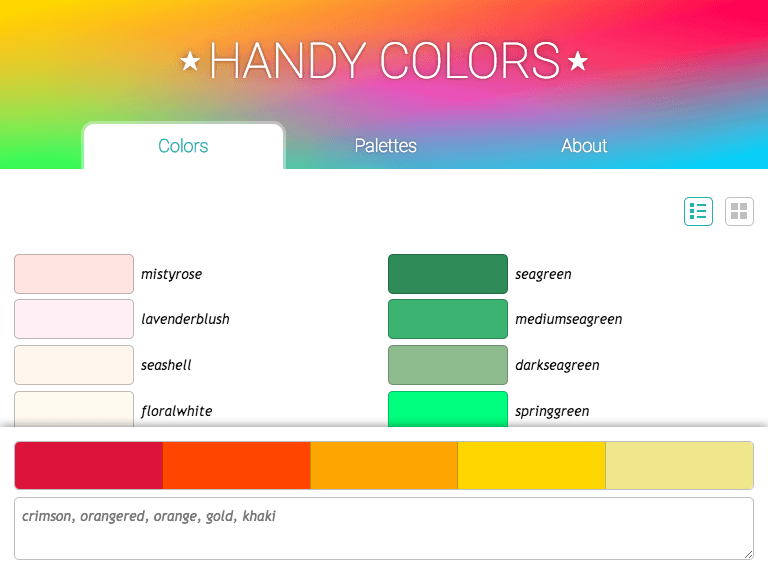 ★ HANDY COLORS ★
Colors
Palettes
About
mistyrose
seagreen
lavenderblush
mediumseagreen
seashell
darkseagreen
floralwhite
springgreen
crimson, orangered, orange, gold, khaki